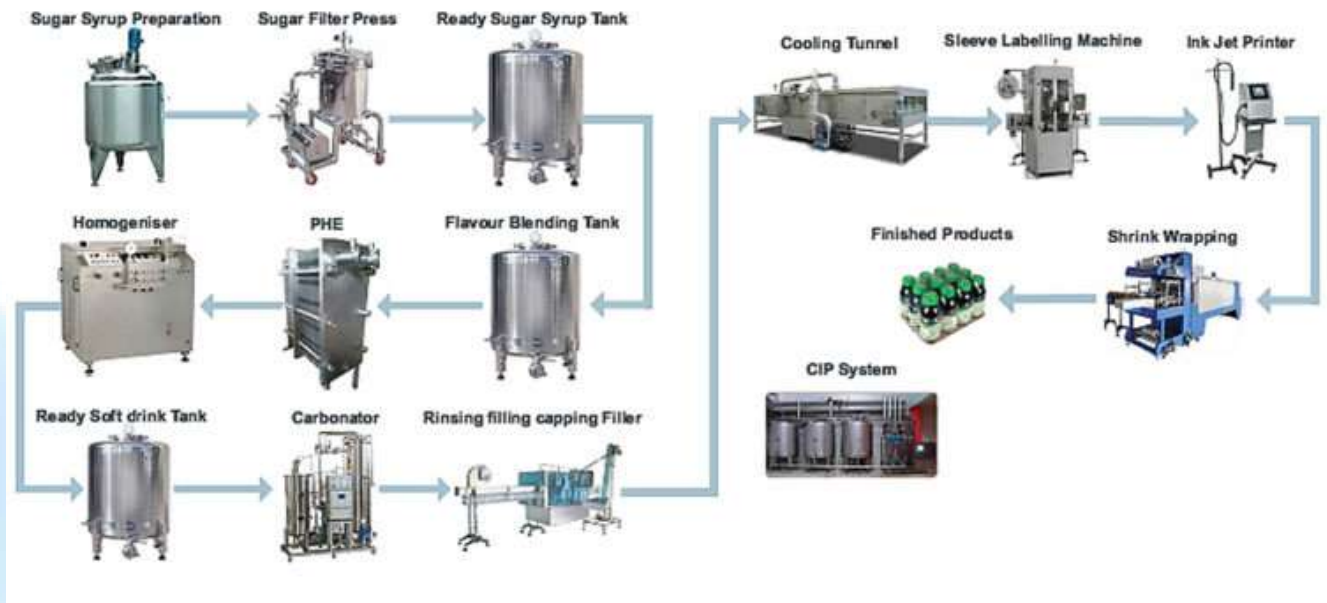 Sugar Syrup Preparation
Sugar Filter Press
Ready Sugar Syrup Tank
Flavour Blending Tank
PHE
Homogeniser
Ready Soft drink Tank
Carbonator
Rinsing filling capping Filler
Cooling Tunnel
Sleeve Labelling Machine
Ink Jet Printer
Shrink Wrapping
Finished Products
CIP System